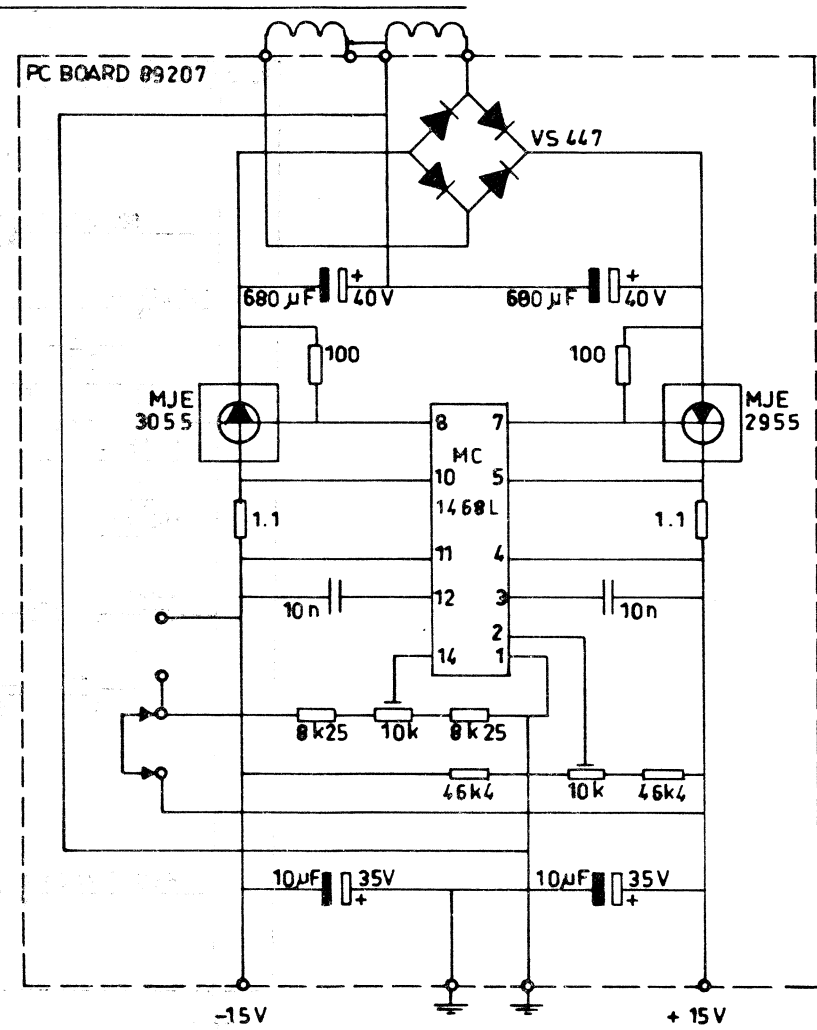 PC BOARD 89207
VS 447
680 µF
+
40V
680 µF
+
40V
100
100
MJE
3055
MJE
2955
8
7
MC
10
5
1468L
1.1
1.1
11
4
10n
12
3
10n
2
14
1
8k25
10k
8k25
46k4
10k
46k4
10µF
35V
+
10µF
35V
+
-15V
+ 15V